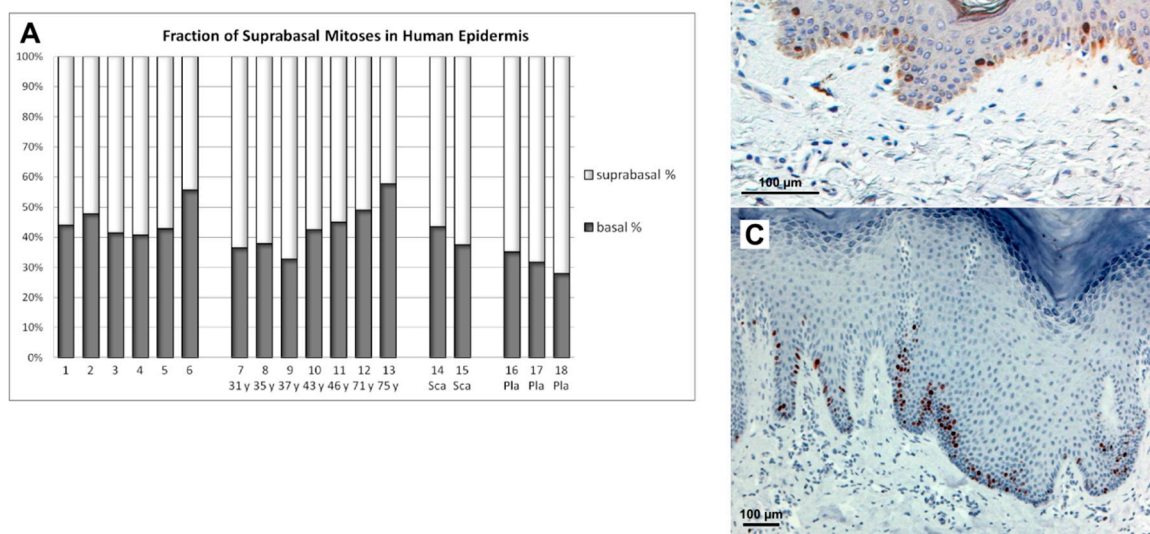 A
Fraction of Suprabasal Mitoses in Human Epidermis
100%
90%
80%
70%
60%
50%
40%
30%
20%
10%
0%
1 2 3 4 5 6 7 8 9 10 11 12 13 14 15 16 17 18
31 y 35 y 37 y 43 y 46 y 71 y 75 y Sca Sca Pla Pla Pla
suprabasal %
basal %
100 µm
C
100 µm